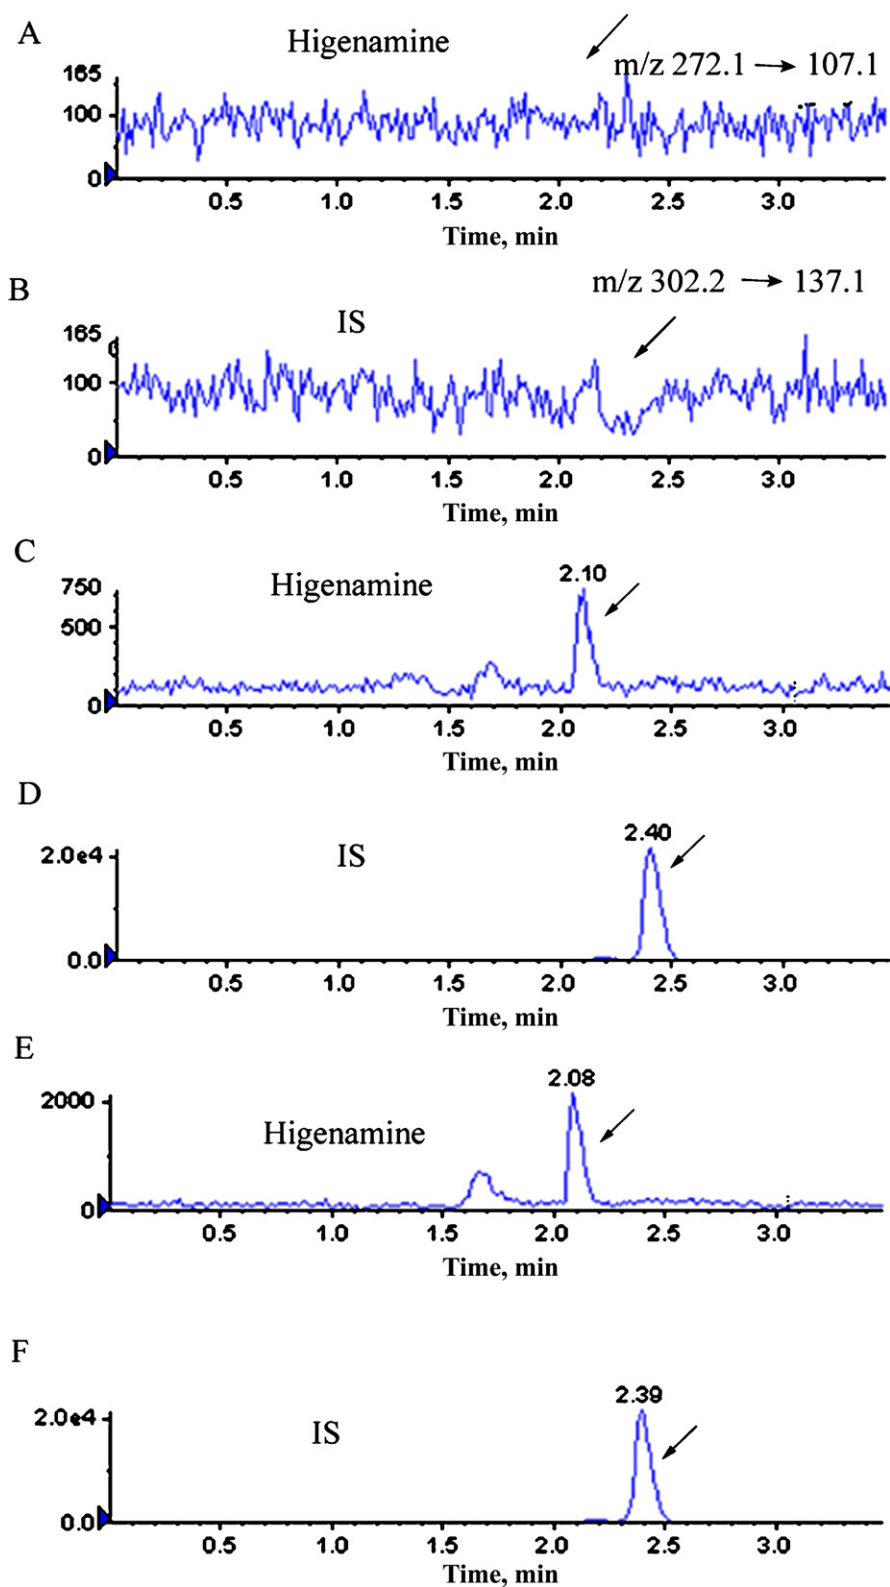 A
Higenamine
m/z 272.1 → 107.1
165
100
0
0.5 1.0 1.5 2.0 2.5 3.0
Time, min
B
m/z 302.2 → 137.1
IS
165
100
0
0.5 1.0 1.5 2.0 2.5 3.0
Time, min
C
Higenamine
2.10
750
500
0
0.5 1.0 1.5 2.0 2.5 3.0
Time, min
D
IS
2.40
2.0e4
0.0
0.5 1.0 1.5 2.0 2.5 3.0
Time, min
E
Higenamine
2.08
2000
0
0.5 1.0 1.5 2.0 2.5 3.0
Time, min
F
IS
2.39
2.0e4
0.0
0.5 1.0 1.5 2.0 2.5 3.0
Time, min